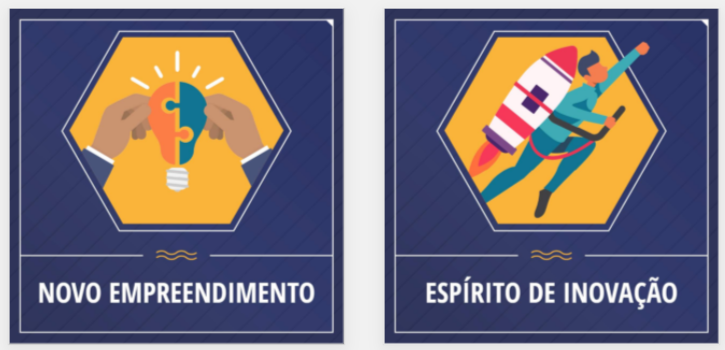 NOVO EMPREENDIMENTO
ESPÍRITO DE INOVAÇÃO